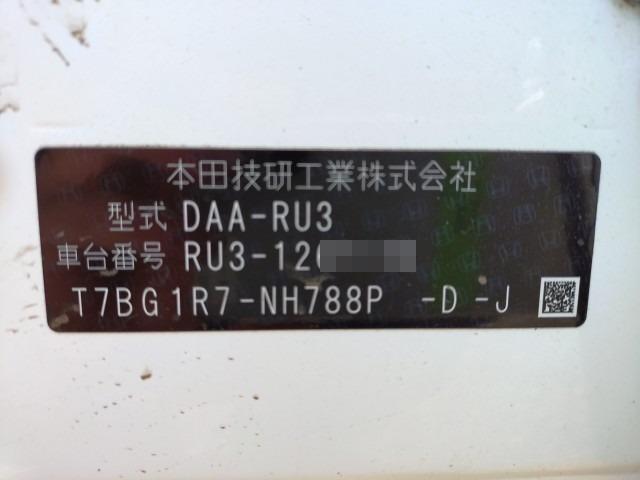 本田技研工業株式会社
型式 DAA-RU3
車台番号 RU3-120
T7BG1R7-NH788P -D -J